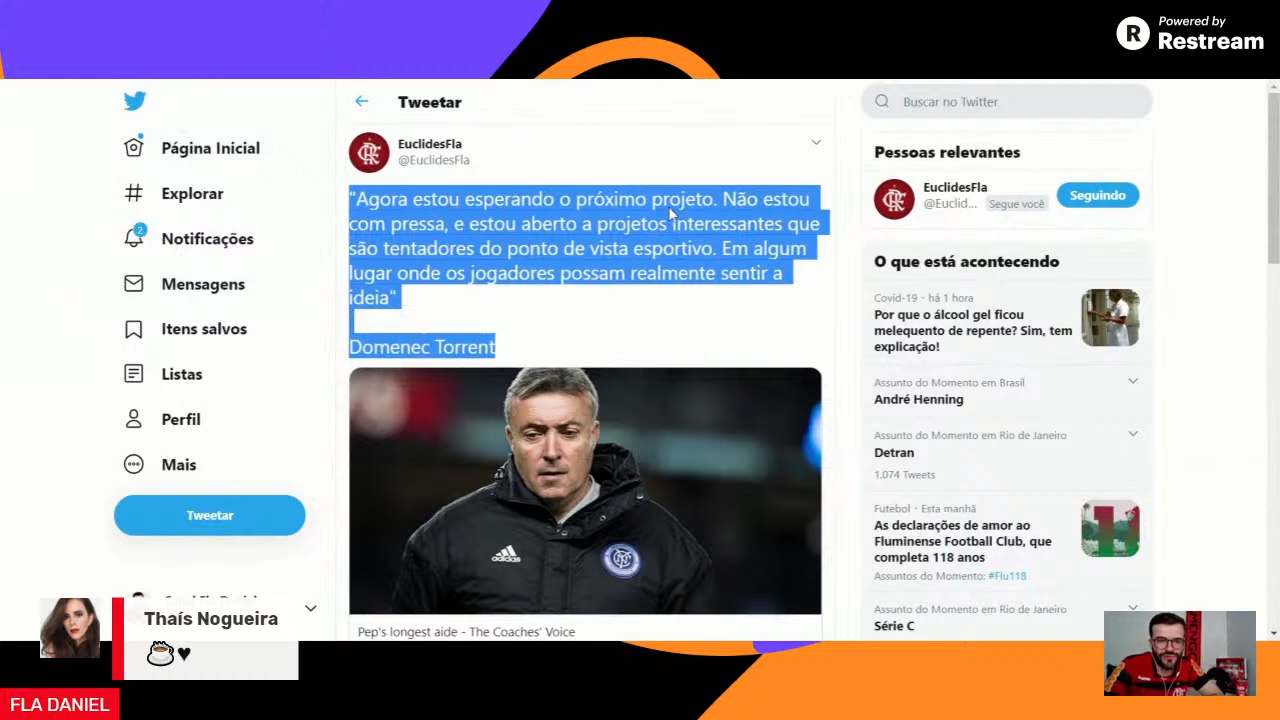 Powered by
R Restream
Tweetar
Buscar no Twitter
EuclidesFla
@EuclidesFla
Página Inicial
Explorar
Notificações
2
Mensagens
Itens salvos
Listas
Perfil
Mais
Tweetar
"Agora estou esperando o próximo projeto. Não estou
com pressa, e estou aberto a projetos interessantes que
são tentadores do ponto de vista esportivo. Em algum
lugar onde os jogadores possam realmente sentir a
ideia"
Domenec Torrent
adidas
Pep's longest aide - The Coaches' Voice
Pessoas relevantes
EuclidesFla
@Euclid... Segue você
Seguindo
O que está acontecendo
Covid-19 · há 1 hora
Por que o álcool gel ficou
melequento de repente? Sim, tem
explicação!
Assunto do Momento em Brasil
André Henning
Assunto do Momento em Rio de Janeiro
Detran
1.074 Tweets
Futebol · Esta manhã
As declarações de amor ao
Fluminense Football Club, que
completa 118 anos
Assuntos do Momento: #Flu118
Assunto do Momento em Rio de Janeiro
Série C
Thaís Nogueira
FLA DANIEL